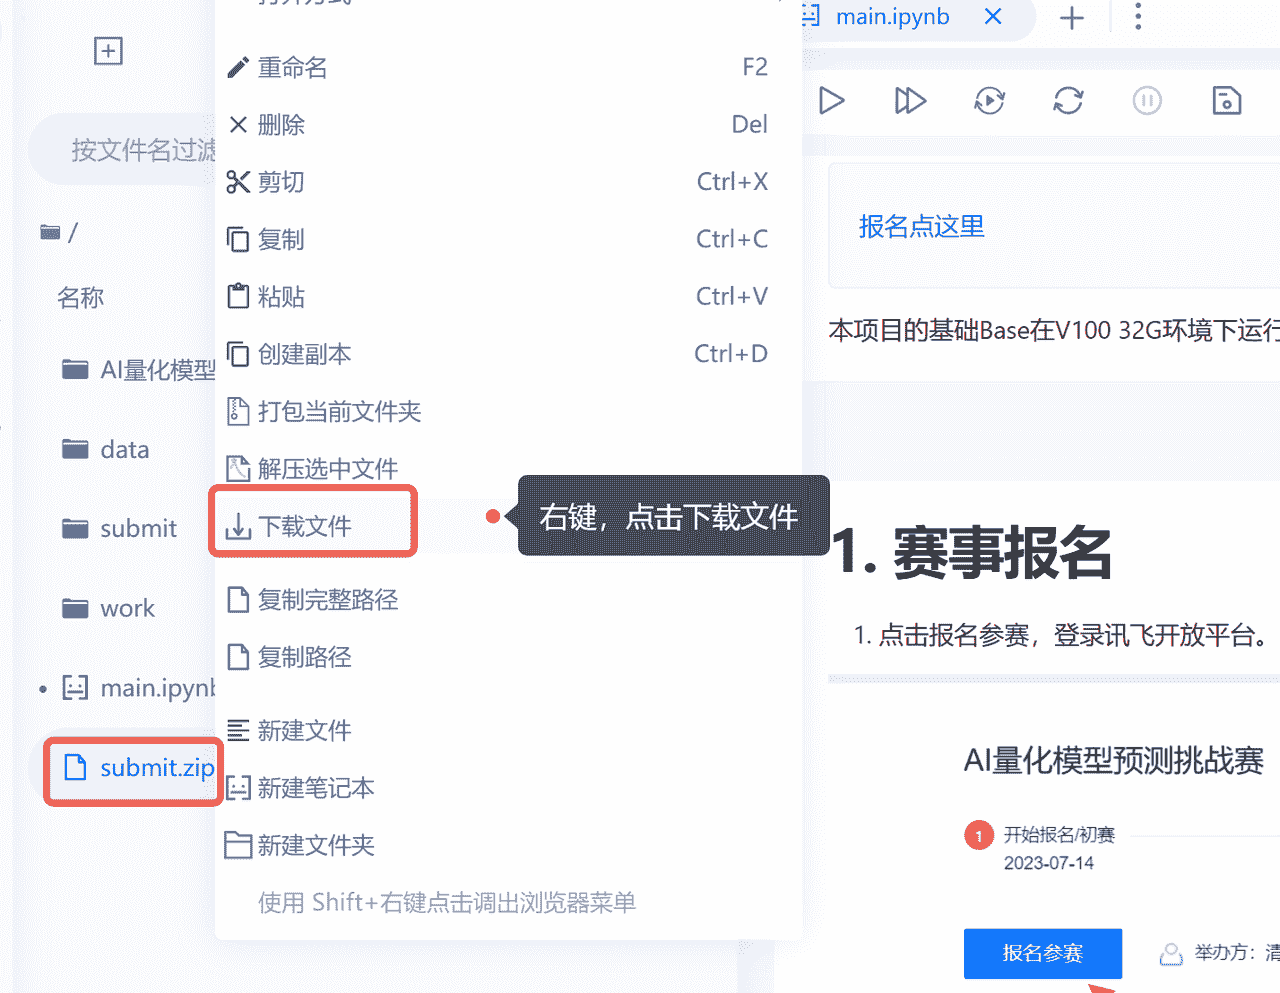 main.ipynb
重命名 F2
删除 Del
按文件名过滤
剪切 Ctrl+X
/
复制 Ctrl+C
报名点这里
名称
粘贴 Ctrl+V
本项目的基础Base在V100 32G环境下运行
创建副本 Ctrl+D
AI量化模型
打包当前文件夹
data
解压选中文件
submit
下载文件
右键，点击下载文件
1. 赛事报名
work
复制完整路径
1. 点击报名参赛，登录讯飞开放平台。
复制路径
main.ipynb
新建文件
submit.zip
AI量化模型预测挑战赛
新建笔记本
1 开始报名/初赛
新建文件夹
2023-07-14
使用 Shift+右键点击调出浏览器菜单
报名参赛
举办方：清